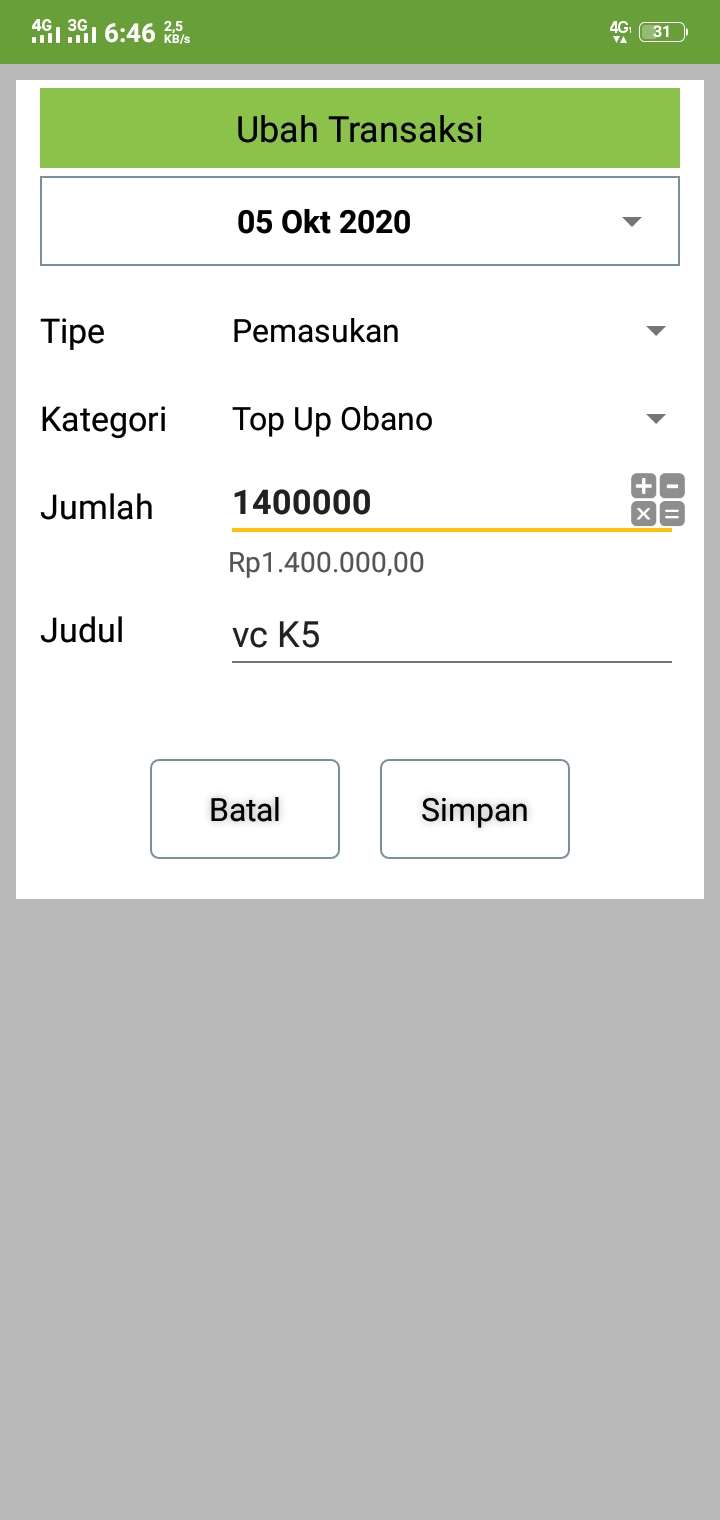 4G 3G 6:46 2,5 KB/s 4G 31
Ubah Transaksi
05 Okt 2020
Tipe Pemasukan
Kategori Top Up Obano
Jumlah 1400000
Rp1.400.000,00
Judul vc K5
Batal Simpan